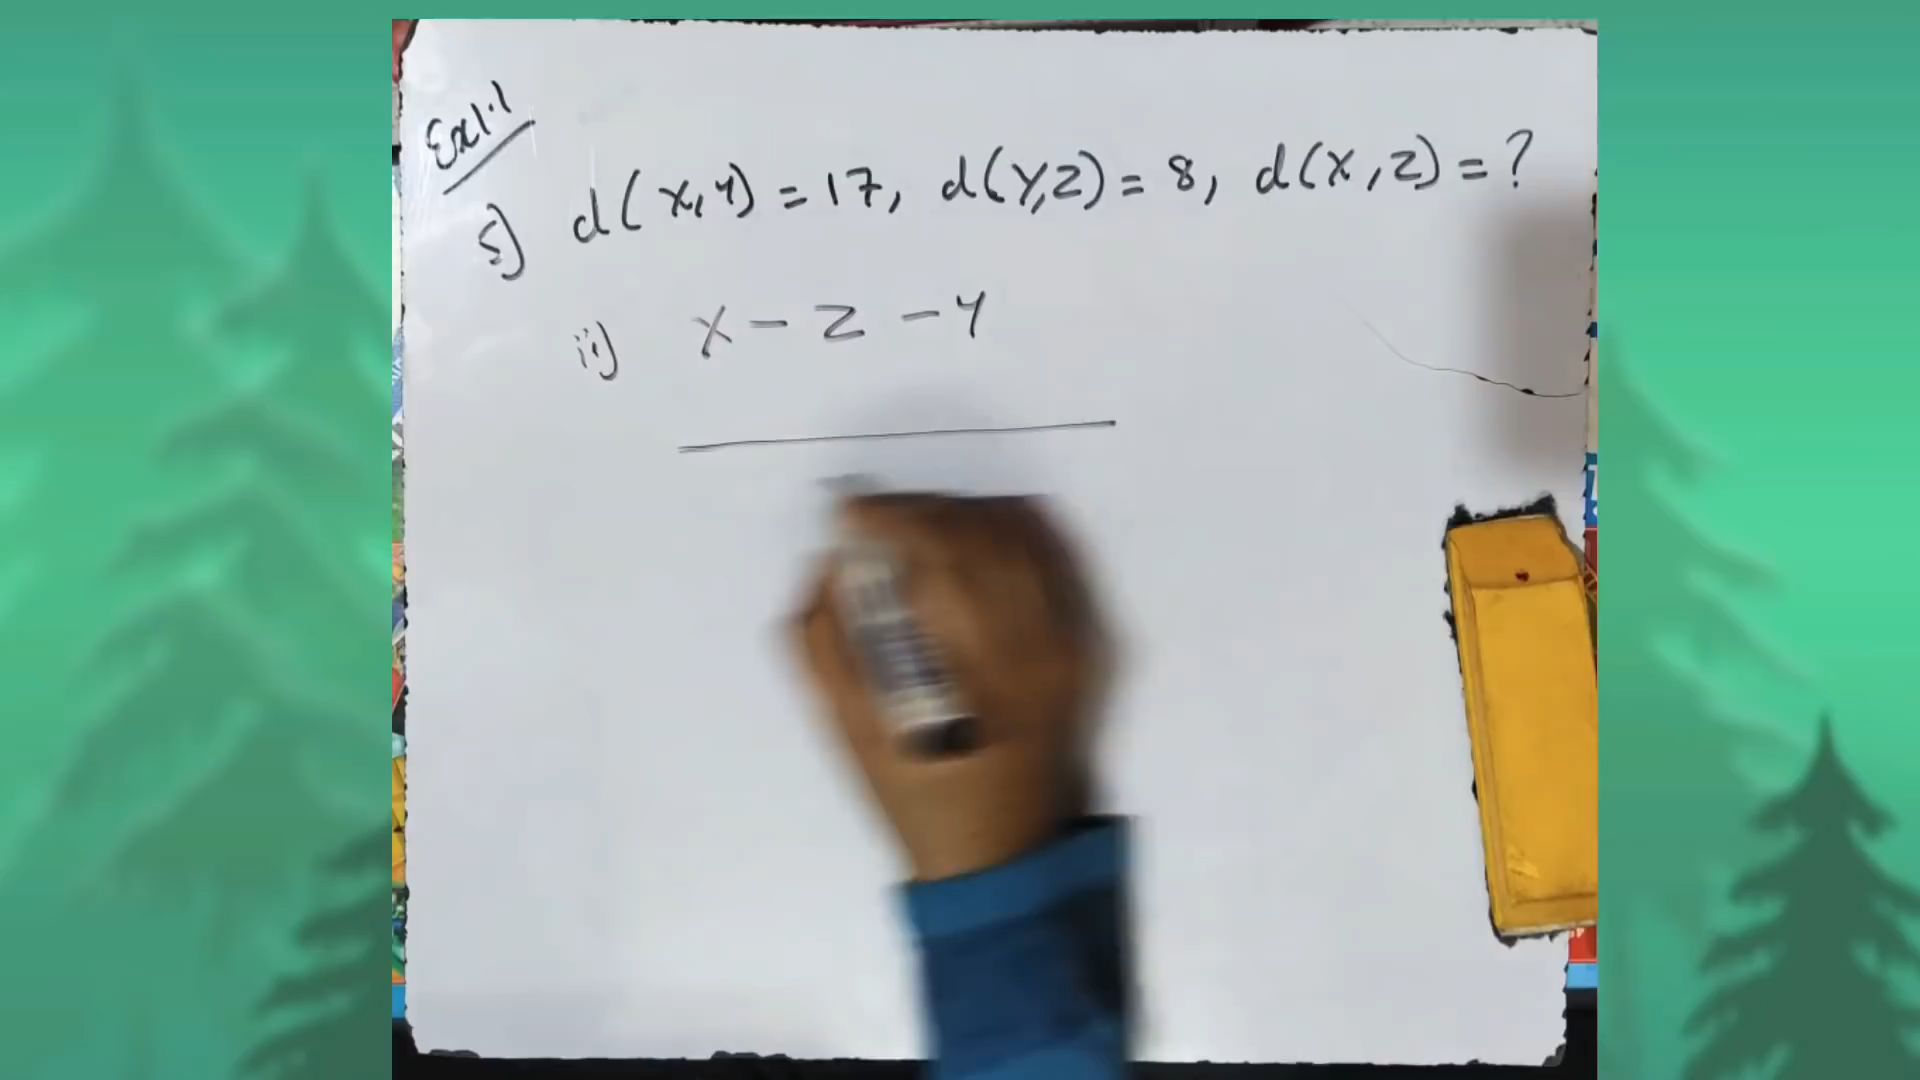 Ex1.1
5) d(x,y) = 17, d(y,z) = 8, d(x,z) = ?
ii) x - z - y